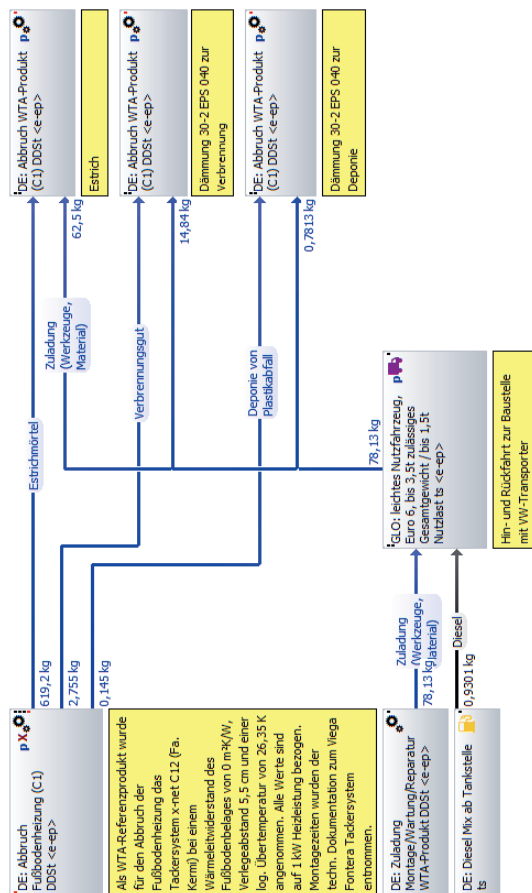 DE: Abbruch
Fußbodenheizung (C1)
DDSt <e-ep>
pX
619,2 kg
2,755 kg
0,145 kg
Als WTA-Referenzprodukt wurde
für den Abbruch der
Fußbodenheizung das
Tackersystem x-net C12 (Fa.
Kermi) bei einem
Wärmeleitwiderstand des
Fußbodenbelages von 0 m²K/W,
Verlegeabstand 5,5 cm und einer
log. Übertemperatur von 26,35 K
angenommen. Alle Werte sind
auf 1 kW Heizleistung bezogen.
Montagezeiten wurden der
techn. Dokumentation zum Viega
Fontera Tackersystem
entnommen.
DE: Zuladung
Montage/Wartung/Reparatur
WTA-Produkt DDSt <e-ep>
78,13 kg
Zuladung
(Werkzeuge,
Material)
DE: Diesel Mix ab Tankstelle
ts
0,9301 kg
Diesel
GLO: leichtes Nutzfahrzeug,
Euro 6, bis 3,5t zulässiges
Gesamtgewicht / bis 1,5t
Nutzlast ts <e-ep>
p
78,13 kg
Hin- und Rückfahrt zur Baustelle
mit VW-Transporter
Estrichmörtel
Zuladung
(Werkzeuge,
Material)
Verbrennungsgut
Deponie von
Plastikabfall
DE: Abbruch WTA-Produkt
(C1) DDSt <e-ep>
p
62,5 kg
Estrich
DE: Abbruch WTA-Produkt
(C1) DDSt <e-ep>
p
14,84 kg
Dämmung 30-2 EPS 040 zur
Verbrennung
DE: Abbruch WTA-Produkt
(C1) DDSt <e-ep>
p
0,7813 kg
Dämmung 30-2 EPS 040 zur
Deponie